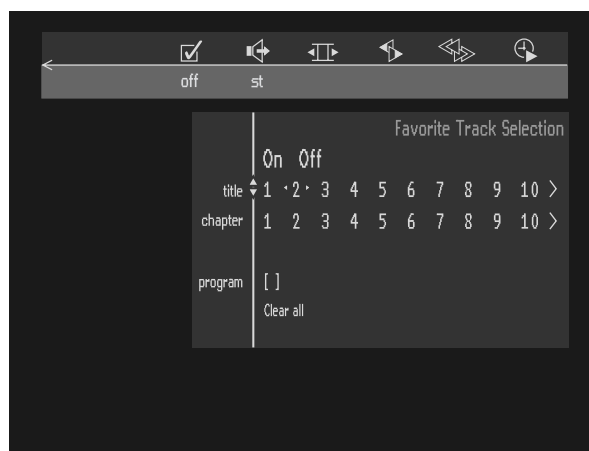 off st
Favorite Track Selection
On Off
title 1 2 3 4 5 6 7 8 9 10 >
chapter 1 2 3 4 5 6 7 8 9 10 >
program [ ]
Clear all